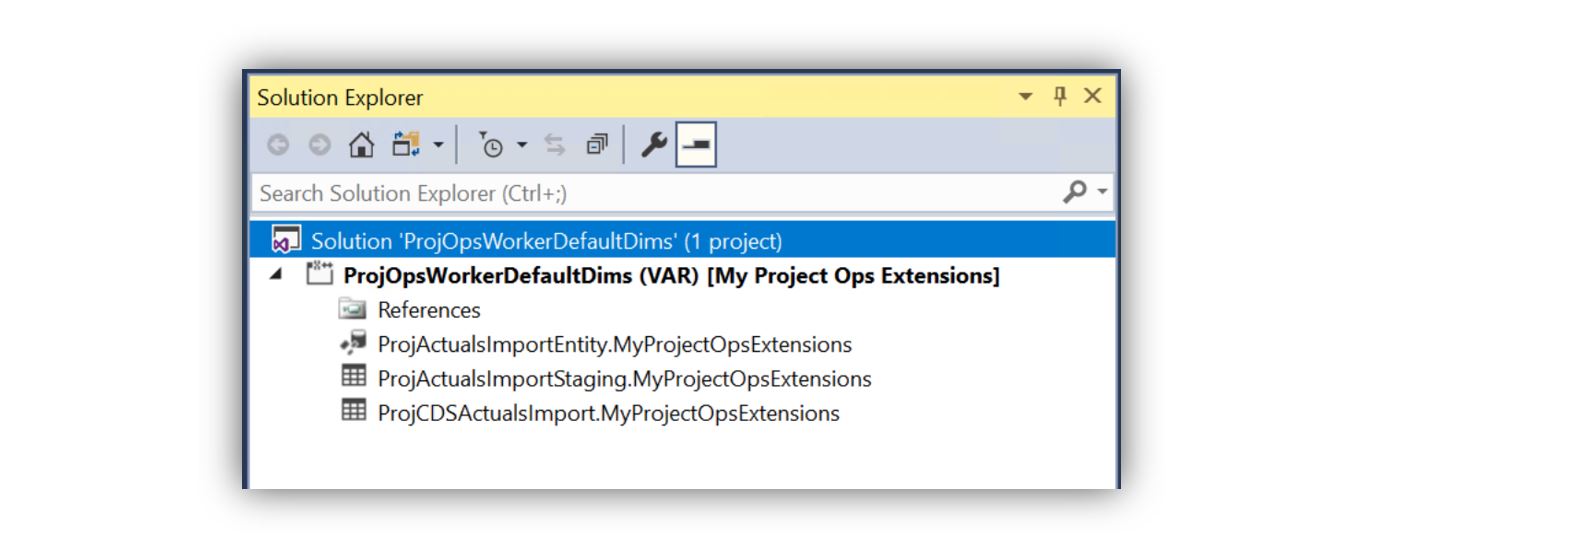 Solution Explorer
Search Solution Explorer (Ctrl+;)
Solution 'ProjOpsWorkerDefaultDims' (1 project)
ProjOpsWorkerDefaultDims (VAR) [My Project Ops Extensions]
References
ProjActualsImportEntity.MyProjectOpsExtensions
ProjActualsImportStaging.MyProjectOpsExtensions
ProjCDSActualsImport.MyProjectOpsExtensions